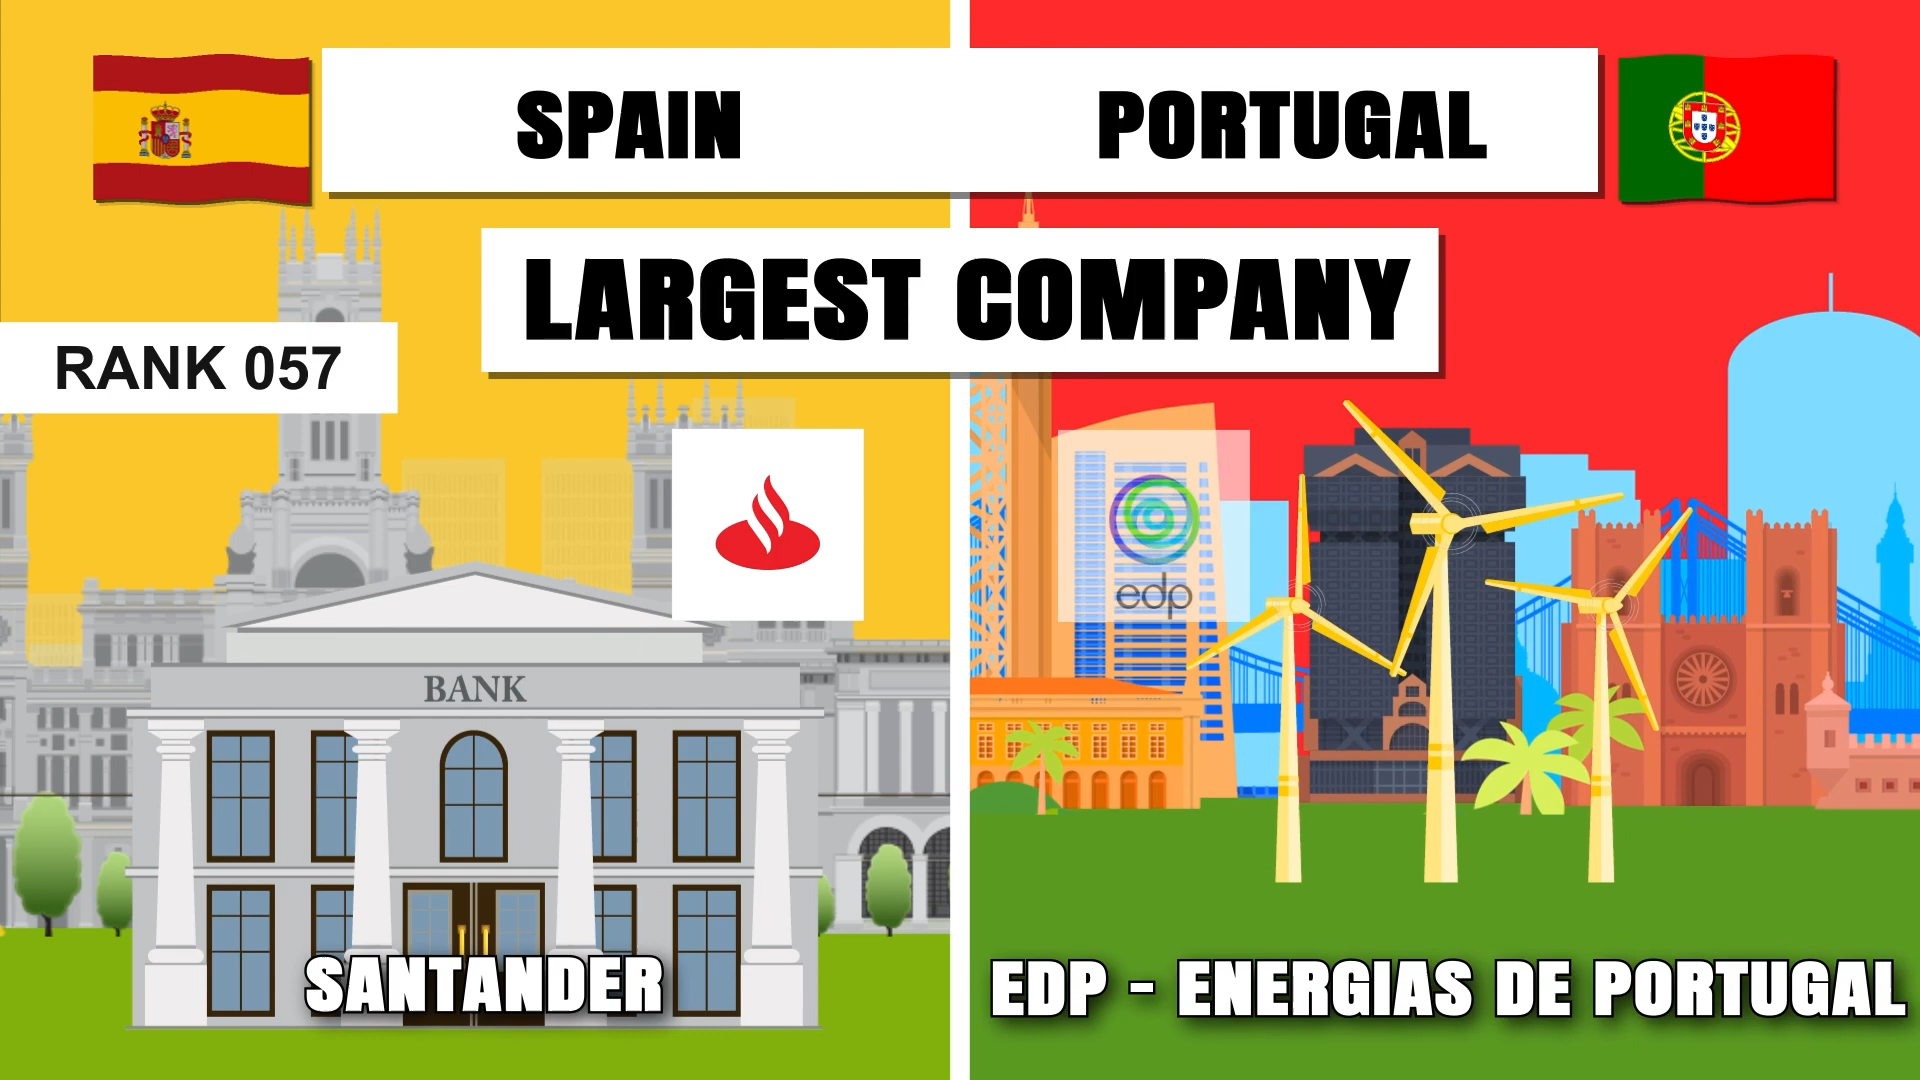 SPAIN
PORTUGAL
LARGEST COMPANY
RANK 057
edp
BANK
SANTANDER
EDP - ENERGIAS DE PORTUGAL